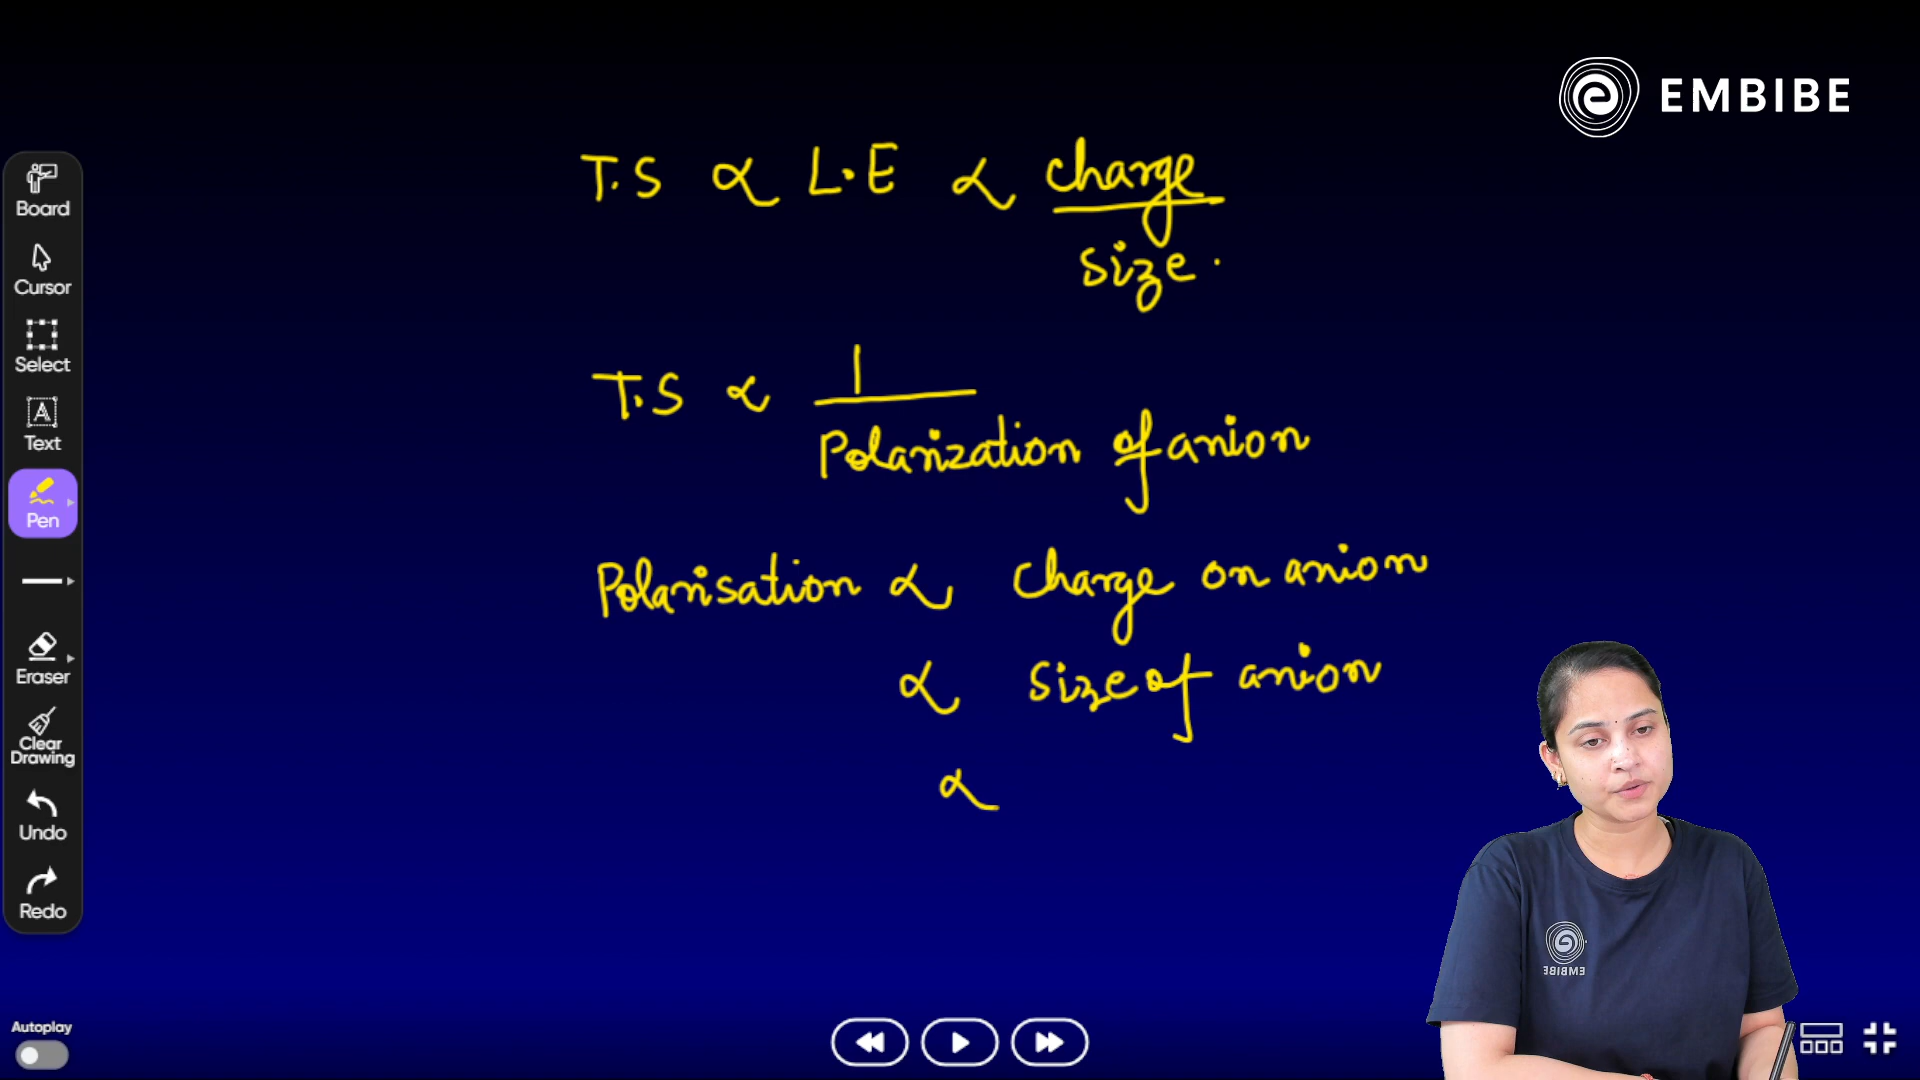 EMBIBE
T.S ∝ L.E ∝ charge
size.
T.S ∝ 1
Polarization of anion
Polarisation ∝ Charge on anion
∝ Size of anion
∝
Board
Cursor
Select
Text
Pen
Eraser
Clear
Drawing
Undo
Redo
Autoplay
EMBIBE